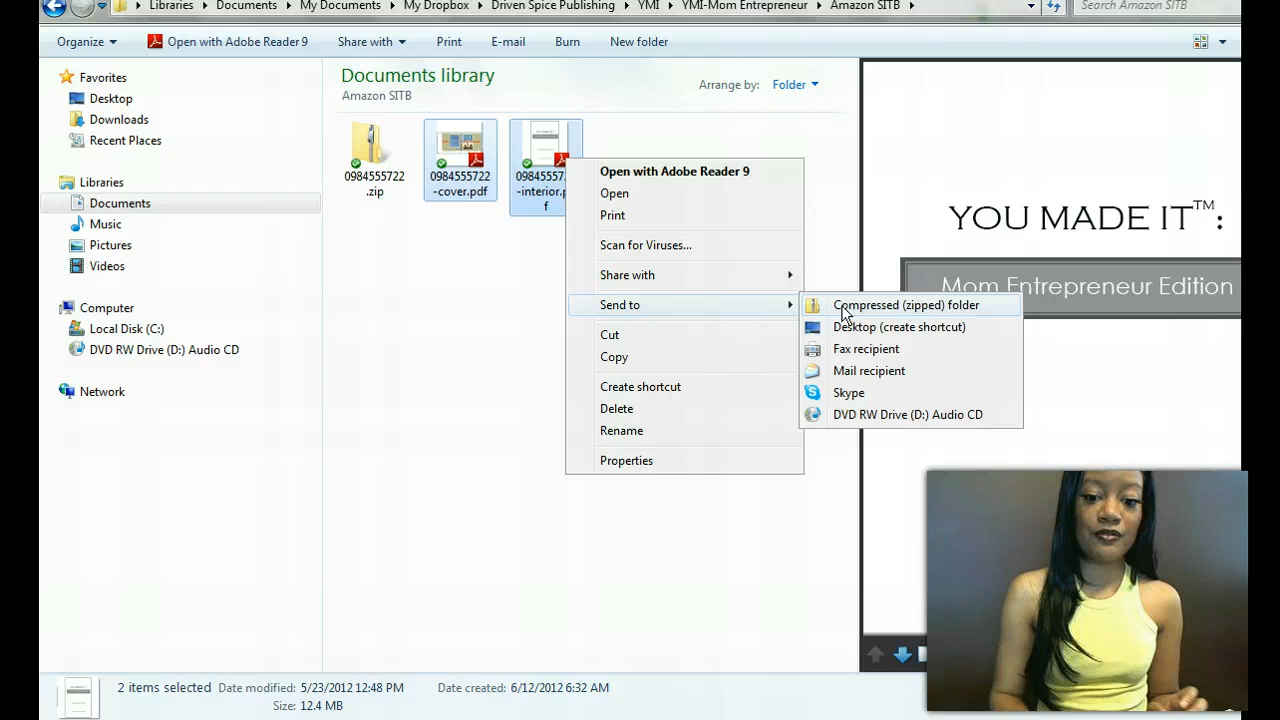 Libraries Documents My Documents My Dropbox Driven Spice Publishing YMI YMI-Mom Entrepreneur Amazon SITB Search Amazon SITB
Organize Open with Adobe Reader 9 Share with Print E-mail Burn New folder
Favorites
Desktop
Downloads
Recent Places
Libraries
Documents
Music
Pictures
Videos
Computer
Local Disk (C:)
DVD RW Drive (D:) Audio CD
Network
Documents library
Amazon SITB
Arrange by: Folder
0984555722
.zip
0984555722
-cover.pdf
-interior.p
f
Open with Adobe Reader 9
Open
Print
Scan for Viruses...
Share with
Send to
Cut
Copy
Create shortcut
Delete
Rename
Properties
Compressed (zipped) folder
Desktop (create shortcut)
Fax recipient
Mail recipient
Skype
DVD RW Drive (D:) Audio CD
YOU MADE IT™:
Mom Entrepreneur Edition
2 items selected Date modified: 5/23/2012 12:48 PM Date created: 6/12/2012 6:32 AM
Size: 12.4 MB